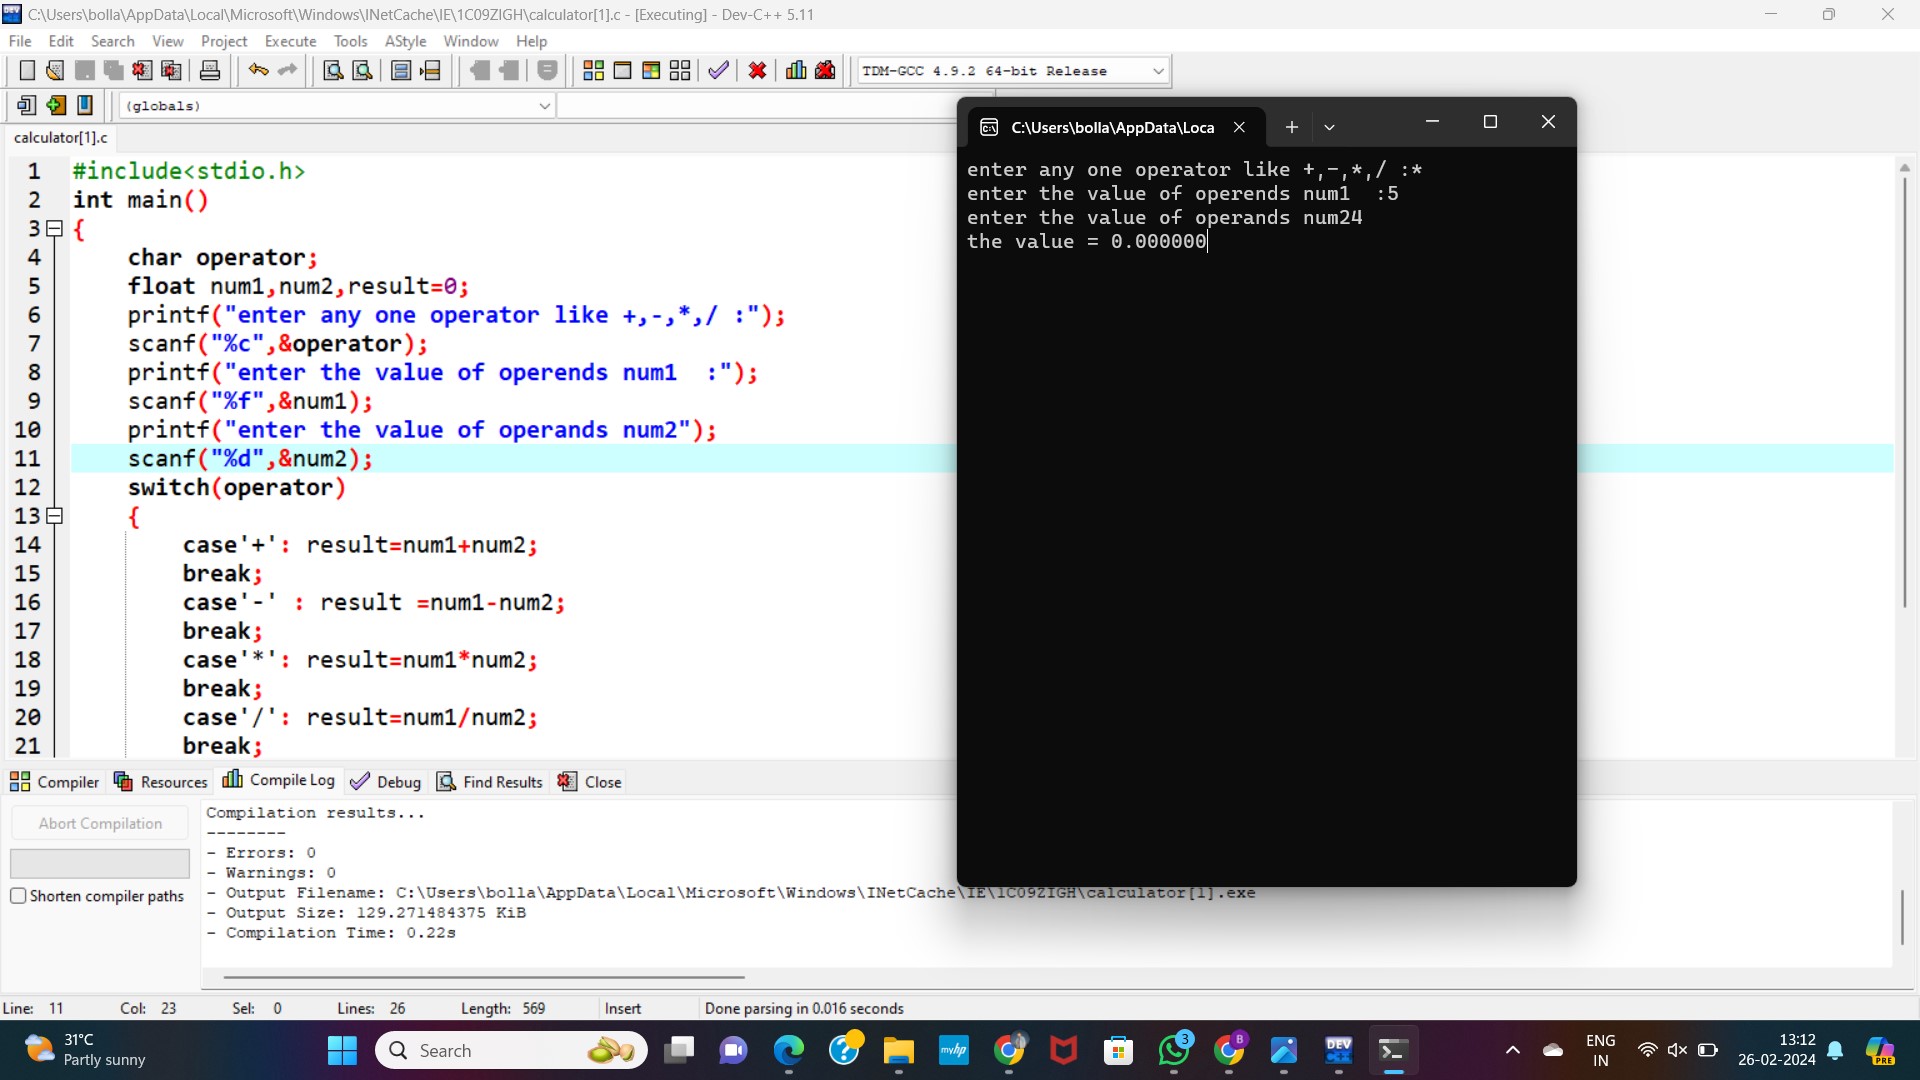 C:\Users\bolla\AppData\Local\Microsoft\Windows\INetCache\IE\1C09ZIGH\calculator[1].c - [Executing] - Dev-C++ 5.11
File Edit Search View Project Execute Tools AStyle Window Help
TDM-GCC 4.9.2 64-bit Release
(globals)
calculator[1].c
1 #include<stdio.h>
2 int main()
3 {
4 char operator;
5 float num1,num2,result=0;
6 printf("enter any one operator like +,-,*,/ :");
7 scanf("%c",&operator);
8 printf("enter the value of operends num1  :");
9 scanf("%f",&num1);
10 printf("enter the value of operands num2");
11 scanf("%d",&num2);
12 switch(operator)
13 {
14 case'+': result=num1+num2;
15 break;
16 case'-' : result =num1-num2;
17 break;
18 case'*': result=num1*num2;
19 break;
20 case'/': result=num1/num2;
21 break;
C:\Users\bolla\AppData\Loca
enter any one operator like +,-,*,/ :*
enter the value of operends num1  :5
enter the value of operands num24
the value = 0.000000
Compiler Resources Compile Log Debug Find Results Close
Abort Compilation
Shorten compiler paths
Compilation results...
--------
- Errors: 0
- Warnings: 0
- Output Filename: C:\Users\bolla\AppData\Local\Microsoft\Windows\INetCache\IE\1C09ZIGH\calculator[1].exe
- Output Size: 129.271484375 KiB
- Compilation Time: 0.22s
Line: 11 Col: 23 Sel: 0 Lines: 26 Length: 569 Insert Done parsing in 0.016 seconds
31°C
Partly sunny
Search
myhp
3
B
DEV
ENG
IN
13:12
26-02-2024
PRE